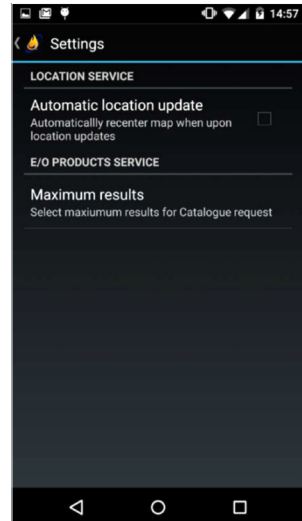 14:57
Settings
LOCATION SERVICE
Automatic location update
Automaticallly recenter map when upon
location updates
E/O PRODUCTS SERVICE
Maximum results
Select maxiumum results for Catalogue request